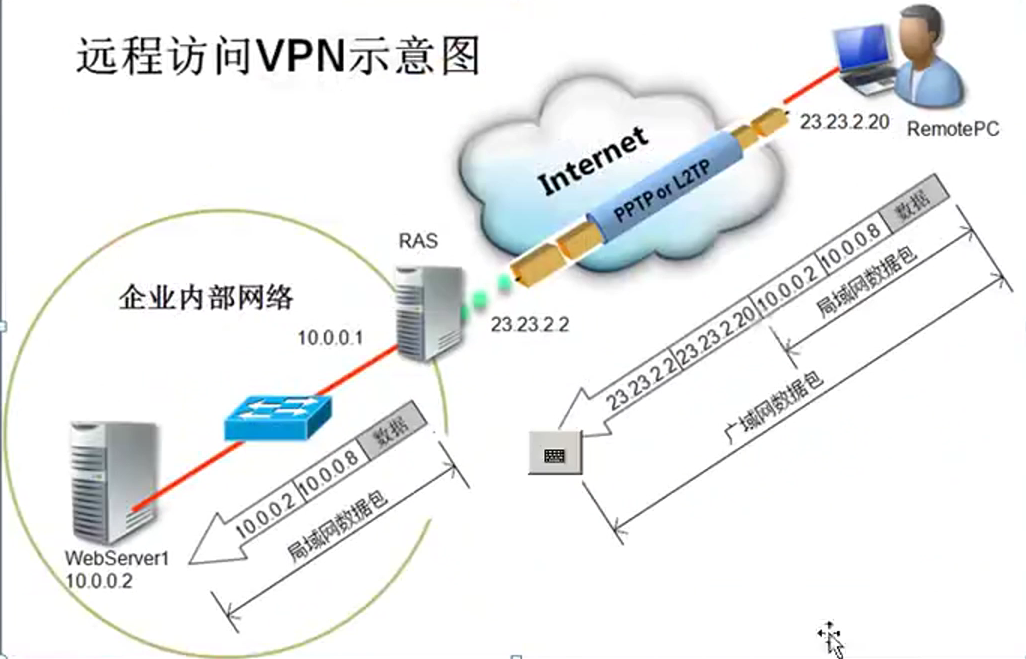 远程访问VPN示意图
Internet
PPTP or L2TP
23.23.2.20
RemotePC
RAS
企业内部网络
10.0.0.1
23.23.2.2
23.23.2.2 23.23.2.20 10.0.0.2 10.0.0.8 数据
局域网数据包
广域网数据包
10.0.0.2 10.0.0.8 数据
局域网数据包
WebServer1
10.0.0.2